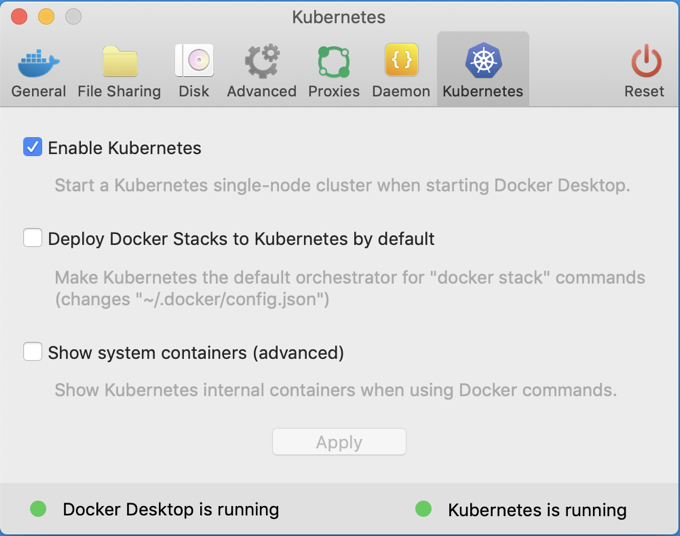 Kubernetes
General File Sharing Disk Advanced Proxies Daemon Kubernetes Reset
Enable Kubernetes
Start a Kubernetes single-node cluster when starting Docker Desktop.
Deploy Docker Stacks to Kubernetes by default
Make Kubernetes the default orchestrator for "docker stack" commands
(changes "~/.docker/config.json")
Show system containers (advanced)
Show Kubernetes internal containers when using Docker commands.
Apply
Docker Desktop is running Kubernetes is running